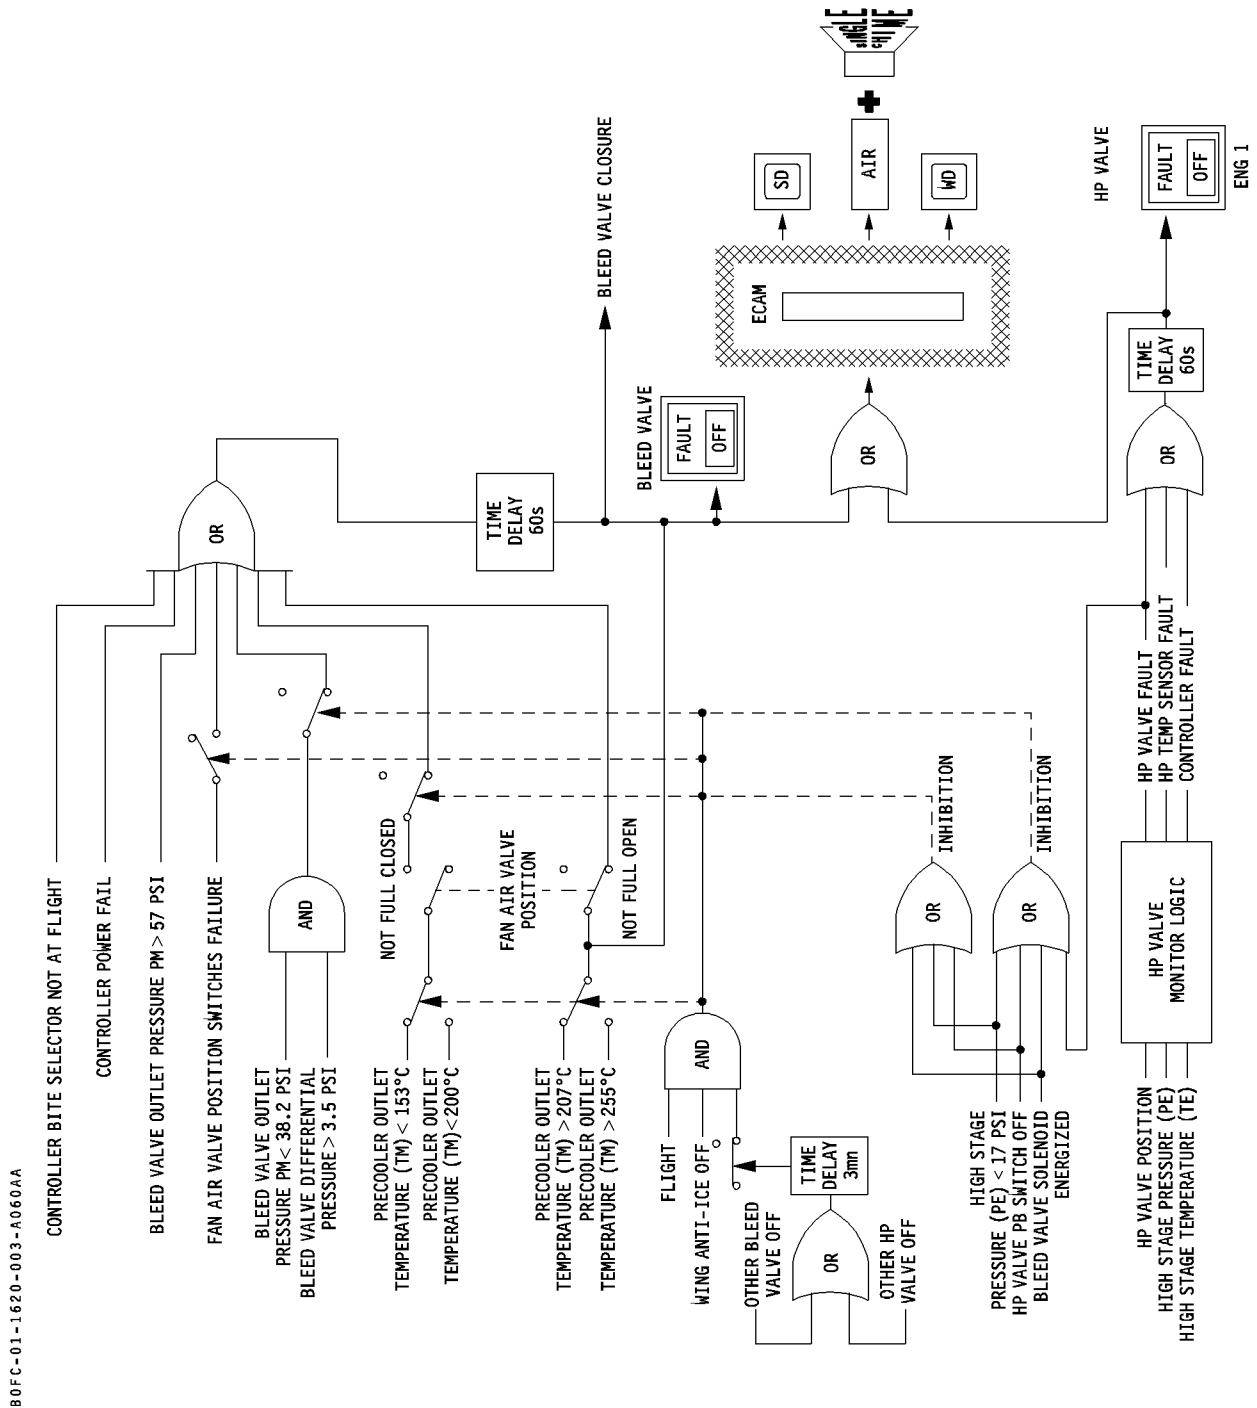 CONTROLLER BITE SELECTOR NOT AT FLIGHT
CONTROLLER POWER FAIL
BLEED VALVE OUTLET PRESSURE PM > 57 PSI
FAN AIR VALVE POSITION SWITCHES FAILURE
BLEED VALVE OUTLET
PRESSURE PM < 38.2 PSI
BLEED VALVE DIFFERENTIAL
PRESSURE > 3.5 PSI
AND
OR
TIME
DELAY
60s
BLEED VALVE CLOSURE
PRECOOLER OUTLET
TEMPERATURE (TM) < 153°C
PRECOOLER OUTLET
TEMPERATURE (TM) < 200°C
NOT FULL CLOSED
FAN AIR VALVE
POSITION
PRECOOLER OUTLET
TEMPERATURE (TM) > 207°C
PRECOOLER OUTLET
TEMPERATURE (TM) > 255°C
NOT FULL OPEN
BLEED VALVE
FAULT
OFF
FLIGHT
WING ANTI-ICE OFF
AND
OTHER BLEED
VALVE OFF
OTHER HP
VALVE OFF
OR
TIME
DELAY
3mn
OR
ECAM
SD
AIR
WD
SINGLE
CHIME
HIGH STAGE
PRESSURE (PE) < 17 PSI
HP VALVE PB SWITCH OFF
BLEED VALVE SOLENOID
ENERGIZED
OR
INHIBITION
OR
INHIBITION
HP VALVE POSITION
HIGH STAGE PRESSURE (PE)
HIGH STAGE TEMPERATURE (TE)
HP VALVE
MONITOR LOGIC
HP VALVE FAULT
HP TEMP SENSOR FAULT
CONTROLLER FAULT
OR
TIME
DELAY
60s
HP VALVE
FAULT
OFF
ENG 1
B0FC-01-1620-003-A060AA